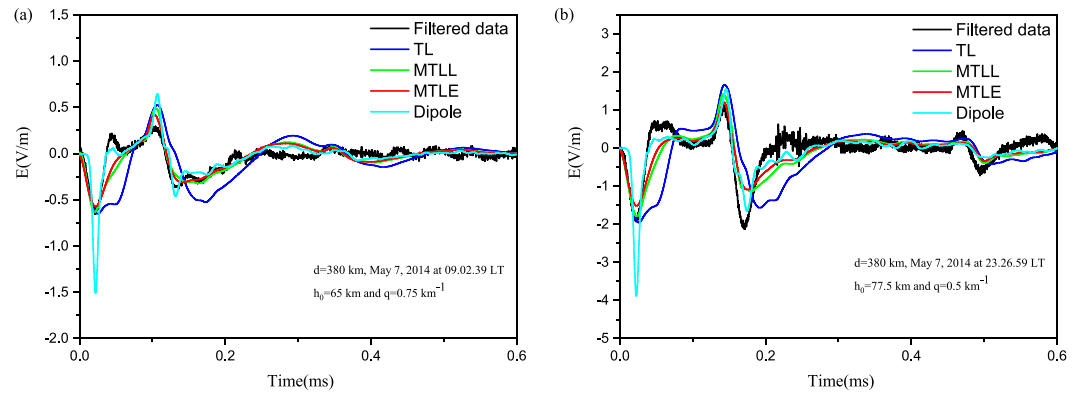 (a)
1.5
1.0
0.5
0.0
-0.5
-1.0
-1.5
-2.0
E(V/m)
0.0
0.2
0.4
0.6
Time(ms)
Filtered data
TL
MTLL
MTLE
Dipole
d=380 km, May 7, 2014 at 09.02.39 LT
h₀=65 km and q=0.75 km⁻¹
(b)
3
2
1
0
-1
-2
-3
-4
-5
E(V/m)
0.0
0.2
0.4
0.6
Time(ms)
Filtered data
TL
MTLL
MTLE
Dipole
d=380 km, May 7, 2014 at 23.26.59 LT
h₀=77.5 km and q=0.5 km⁻¹